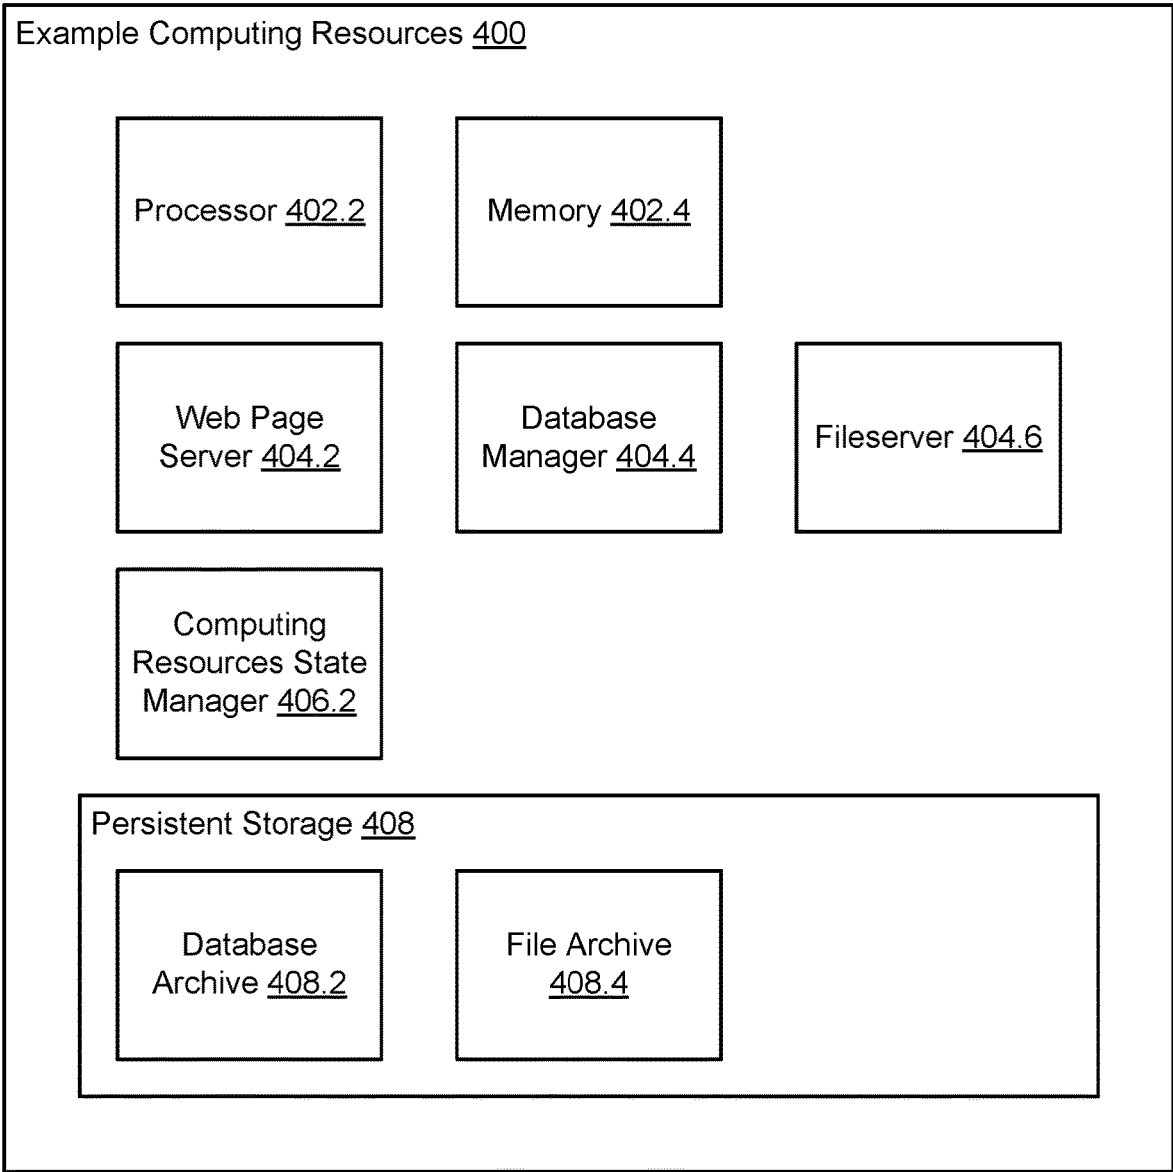 Example Computing Resources 400
Processor 402.2
Memory 402.4
Web Page
Server 404.2
Database
Manager 404.4
Fileserver 404.6
Computing
Resources State
Manager 406.2
Persistent Storage 408
Database
Archive 408.2
File Archive
408.4